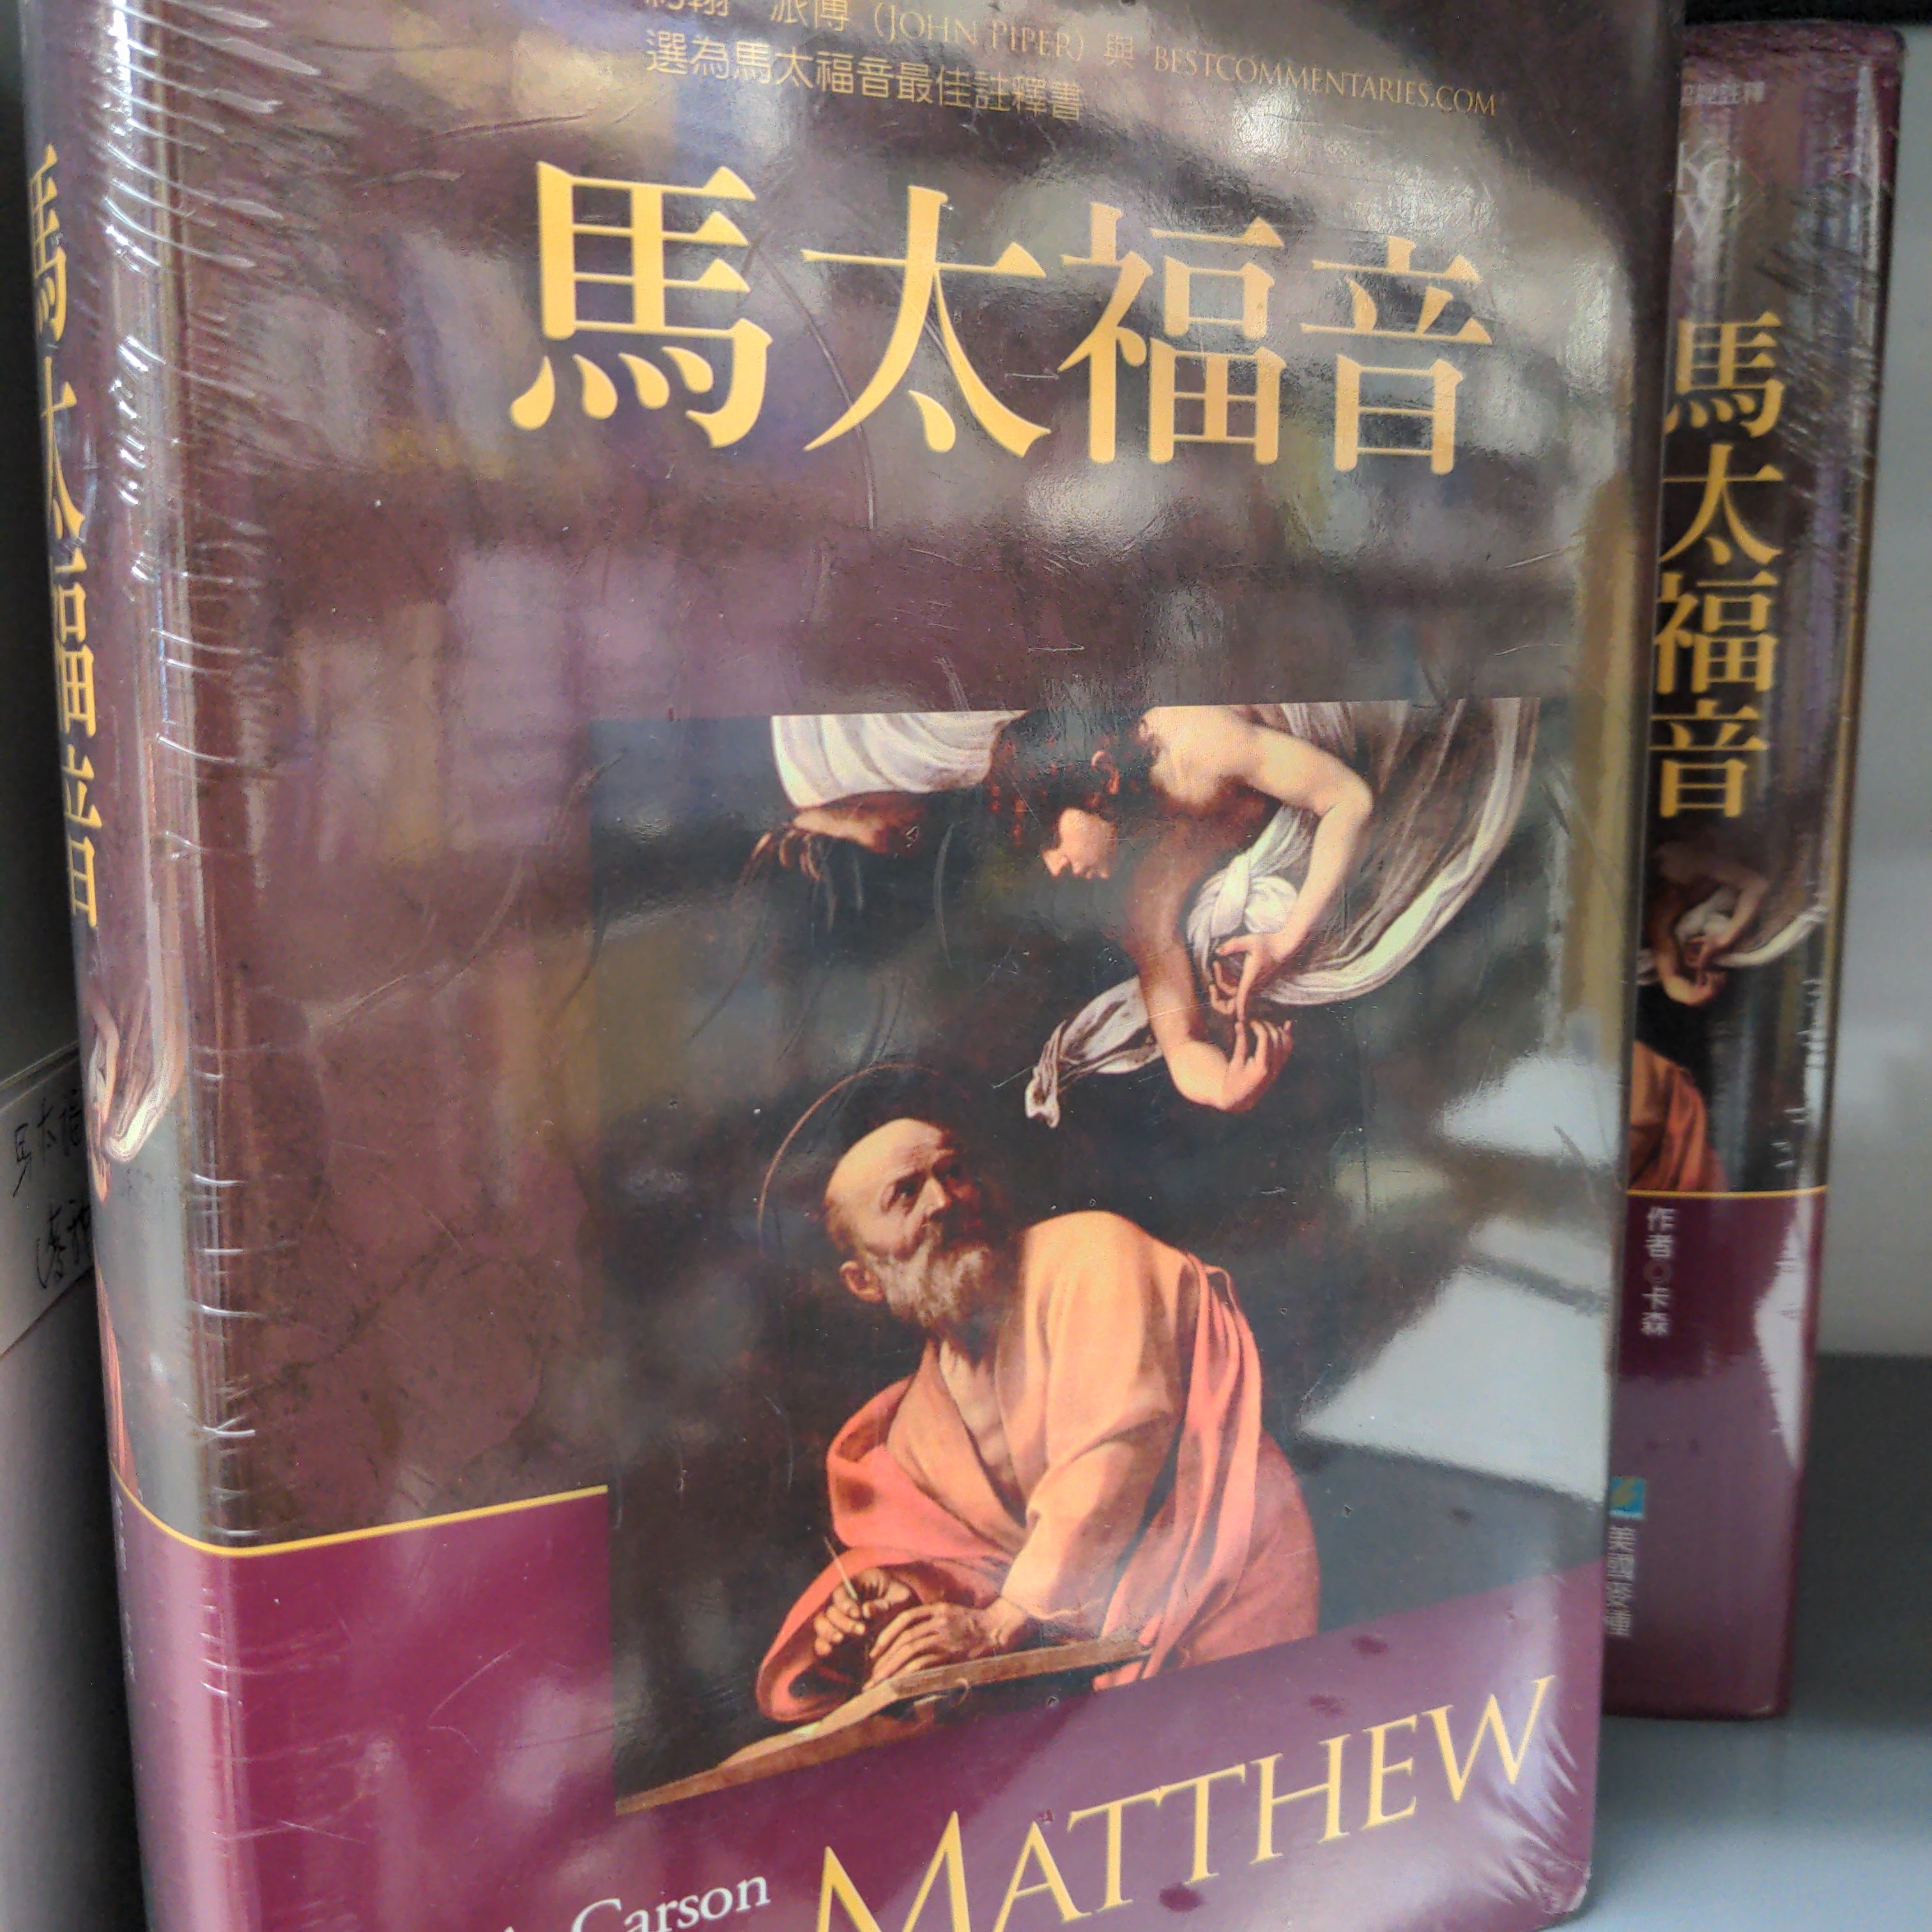 派博（JOHN PIPER）與 BESTCOMMENTARIES.COM
選為馬太福音最佳註釋書
馬太福音
Carson
MATTHEW
馬太福音
馬太福音
作者◎卡森
美國麥種